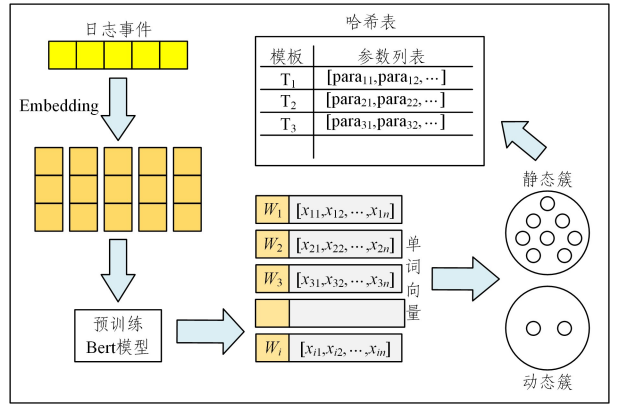 日志事件
Embedding
哈希表
模板 参数列表
T1 [para11,para12,⋯]
T2 [para21,para22,⋯]
T3 [para31,para32,⋯]
静态簇
W1 [x11,x12,⋯,x1n]
W2 [x21,x22,⋯,x2n]
W3 [x31,x32,⋯,x3n]
Wi [xi1,xi2,⋯,xin]
单词向量
预训练
Bert模型
动态簇